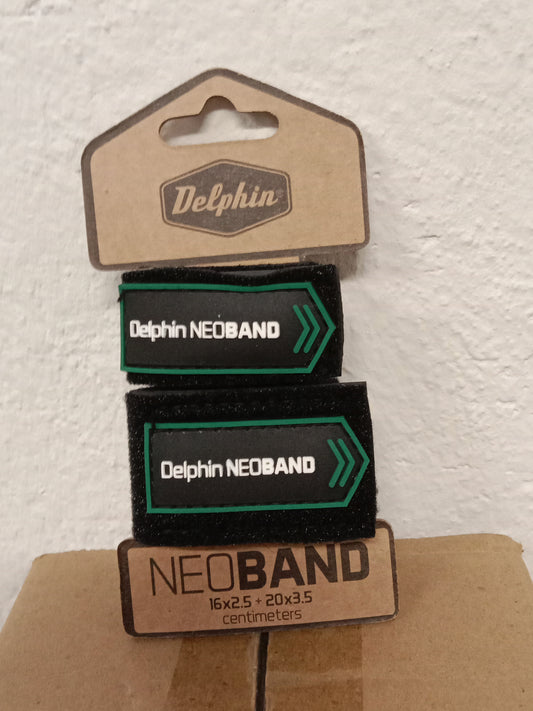 Delphin
Delphin NEOBAND
Delphin NEOBAND
NEOBAND
16x2.5 + 20x3.5
centimeters